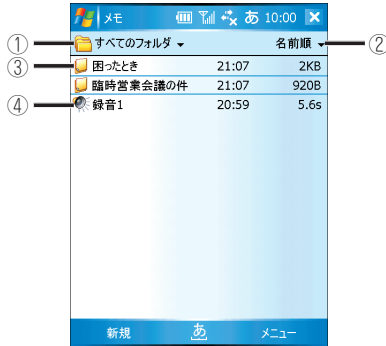 メモ あ 10:00
① すべてのフォルダ 名前順 ②
③ 困ったとき 21:07 2KB
臨時営業会議の件 21:07 920B
④ 録音1 20:59 5.6s
新規 あ メニュー